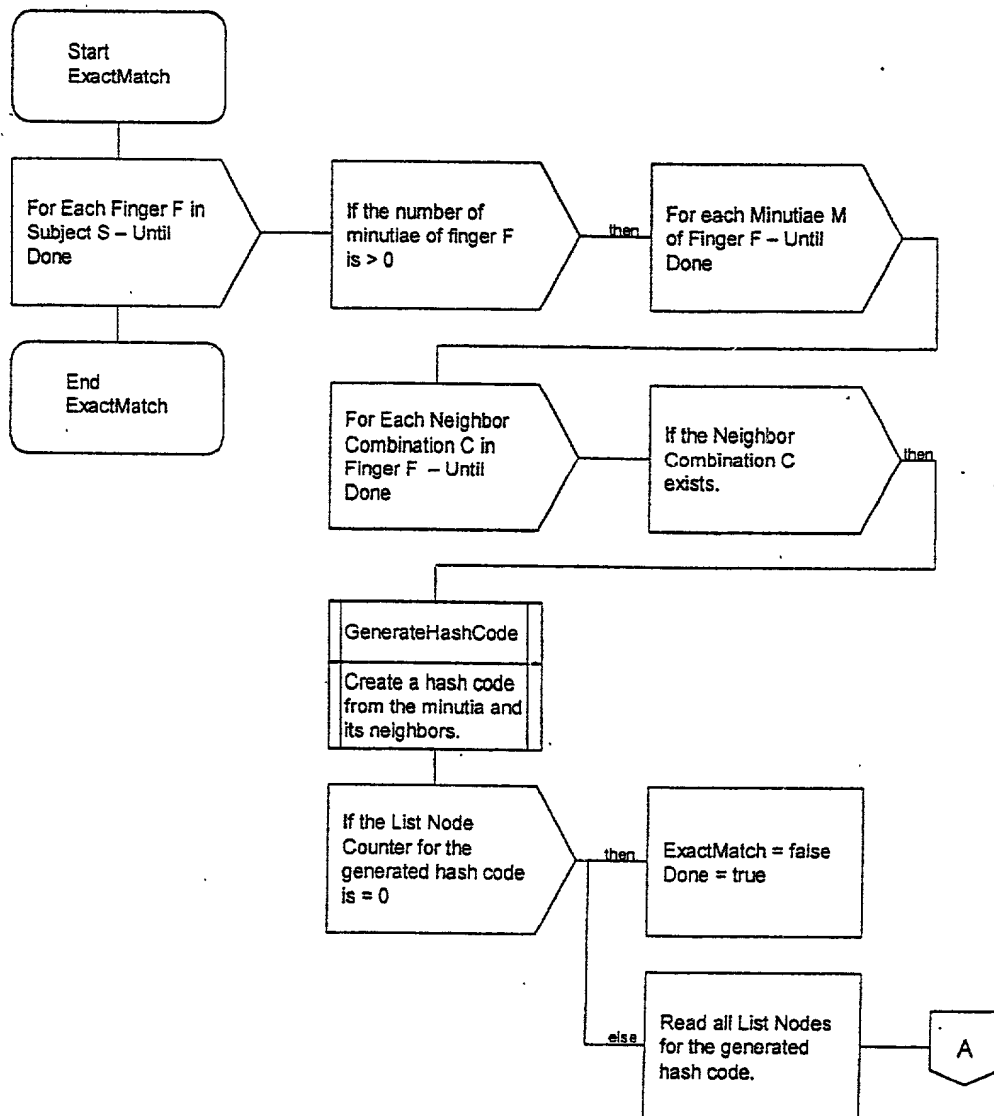 Start
ExactMatch
For Each Finger F in
Subject S – Until
Done
If the number of
minutiae of finger F
is > 0
then
For each Minutiae M
of Finger F – Until
Done
End
ExactMatch
For Each Neighbor
Combination C in
Finger F – Until
Done
If the Neighbor
Combination C
exists.
then
GenerateHashCode
Create a hash code
from the minutia and
its neighbors.
If the List Node
Counter for the
generated hash code
is = 0
then
ExactMatch = false
Done = true
else
Read all List Nodes
for the generated
hash code.
A